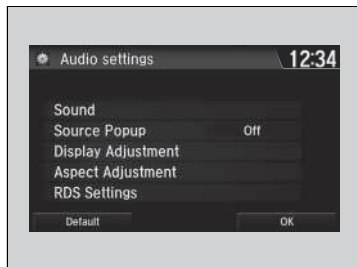 Audio settings 12:34
Sound
Source Popup Off
Display Adjustment
Aspect Adjustment
RDS Settings
Default OK